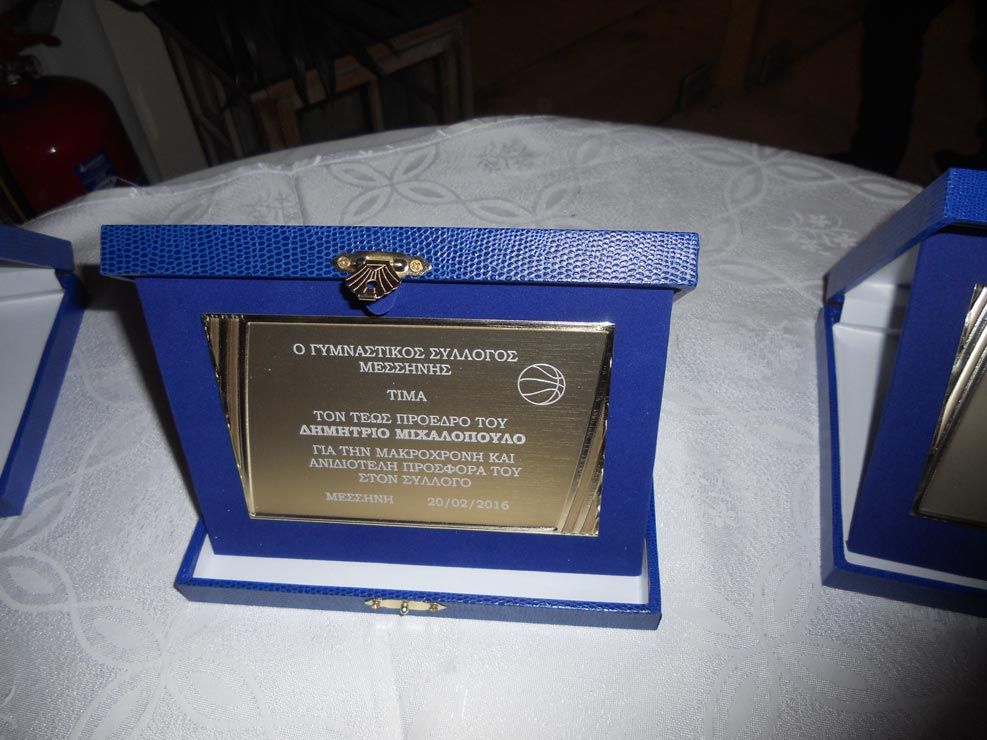 Ο ΓΥΜΝΑΣΤΙΚΟΣ ΣΥΛΛΟΓΟΣ
ΜΕΣΣΗΝΗΣ
ΤΙΜΑ
ΤΟΝ ΤΕΩΣ ΠΡΟΕΔΡΟ ΤΟΥ
ΔΗΜΗΤΡΙΟ ΜΙΧΑΛΟΠΟΥΛΟ
ΓΙΑ ΤΗΝ ΜΑΚΡΟΧΡΟΝΗ ΚΑΙ
ΑΝΙΔΙΟΤΕΛΗ ΠΡΟΣΦΟΡΑ ΤΟΥ
ΣΤΟΝ ΣΥΛΛΟΓΟ
ΜΕΣΣΗΝΗ 20/02/2016